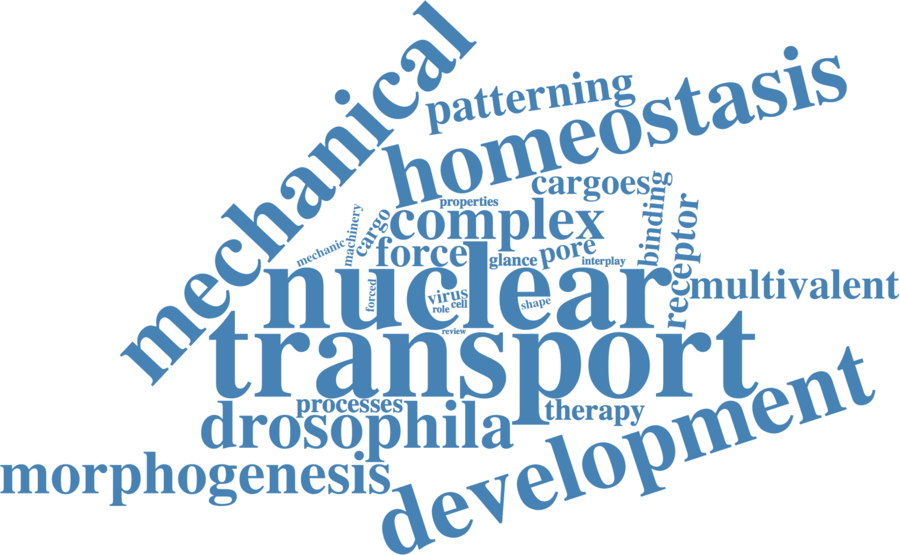 mechanical
patterning
homeostasis
cargoes
binding
properties
receptor
machinery
cargo
complex
mechanic
force
glance
pore
interplay
nuclear
multivalent
forced
virus
cell
role
shape
review
transport
processes
therapy
drosophila
development
morphogenesis